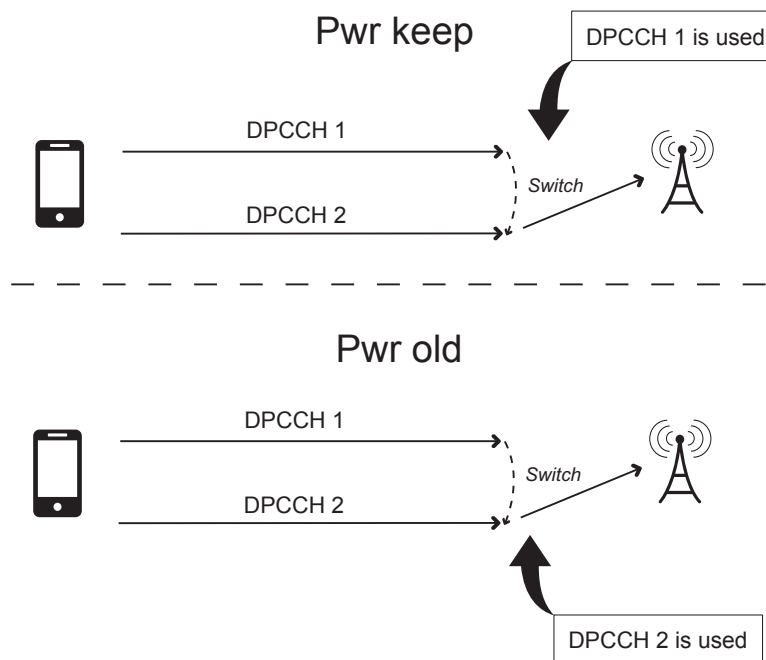 Pwr keep
DPCCH 1 is used
DPCCH 1
Switch
DPCCH 2
Pwr old
DPCCH 1
Switch
DPCCH 2
DPCCH 2 is used